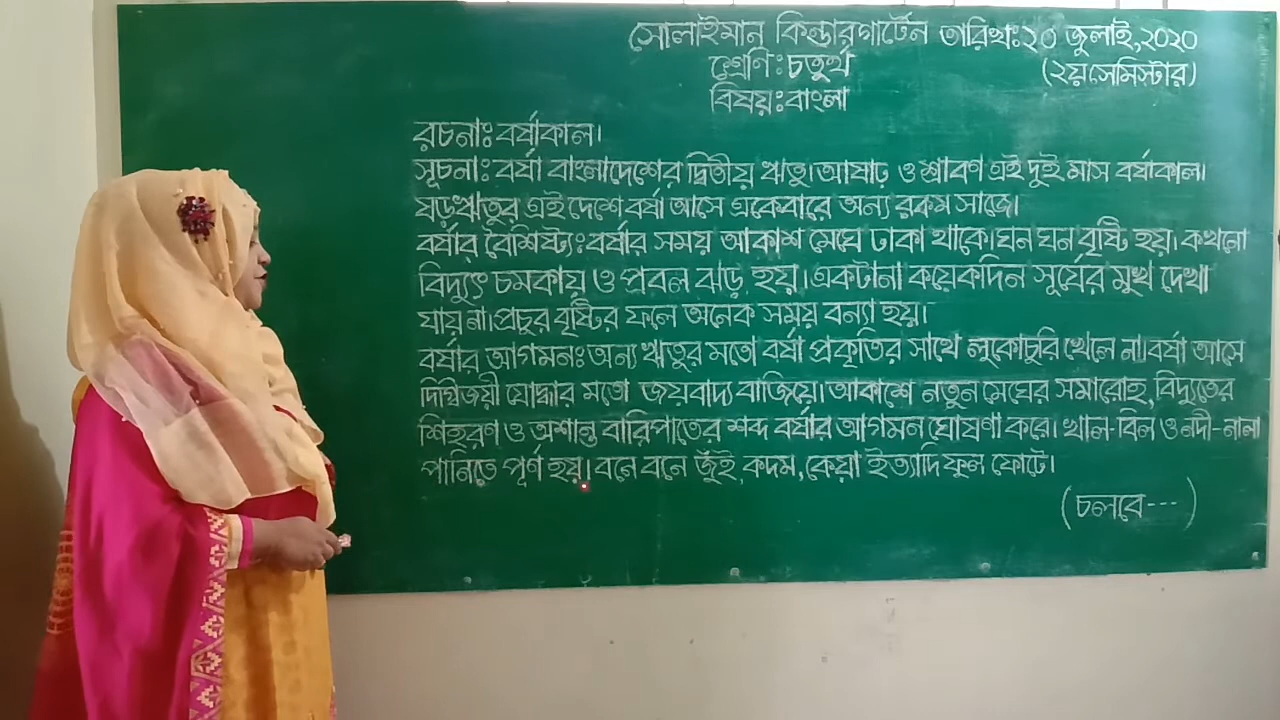 সোলাইমান কিন্ডারগার্টেন তারিখঃ২০ জুলাই,২০২০
শ্রেণিঃচতুর্থ (২য় সেমিস্টার)
বিষয়ঃবাংলা
রচনাঃ বর্ষাকাল।
সূচনাঃ বর্ষা বাংলাদেশের দ্বিতীয় ঋতু। আষাঢ় ও শ্রাবণ এই দুই মাস বর্ষাকাল।
ষড়ঋতুর এই দেশে বর্ষা আসে একেবারে অন্য রকম সাজে।
বর্ষার বৈশিষ্ট্যঃ বর্ষার সময় আকাশ মেঘে ঢাকা থাকে। ঘন ঘন বৃষ্টি হয়। কখনো
বিদ্যুৎ চমকায় ও প্রবল ঝড় হয়। একটানা কয়েকদিন সূর্যের মুখ দেখা
যায় না। প্রচুর বৃষ্টির ফলে অনেক সময় বন্যা হয়।
বর্ষার আগমনঃ অন্য ঋতুর মতো বর্ষা প্রকৃতির সাথে লুকোচুরি খেলে না। বর্ষা আসে
দিগ্বিজয়ী যোদ্ধার মতো জয়বাদ্য বাজিয়ে। আকাশে নতুন মেঘের সমারোহ, বিদ্যুতের
শিহরণ ও অশান্ত বারিপাতের শব্দ বর্ষার আগমন ঘোষণা করে। খাল-বিল ও নদী-নালা
পানিতে পূর্ণ হয়। বনে বনে জুঁই, কদম, কেয়া ইত্যাদি ফুল ফোটে।
(চলবে---)